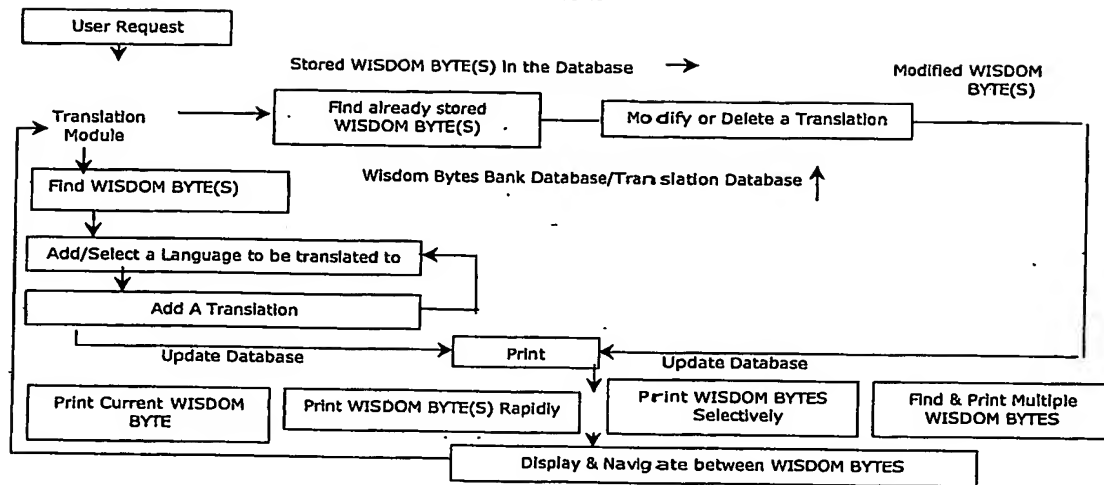 User Request
Stored WISDOM BYTE(S) In the Database
Modified WISDOM
BYTE(S)
Translation
Module
Find already stored
WISDOM BYTE(S)
Modify or Delete a Translation
Find WISDOM BYTE(S)
Wisdom Bytes Bank Database/Translation Database
Add/Select a Language to be translated to
Add A Translation
Update Database
Print
Update Database
Print Current WISDOM
BYTE
Print WISDOM BYTE(S) Rapidly
Print WISDOM BYTES
Selectively
Find & Print Multiple
WISDOM BYTES
Display & Navigate between WISDOM BYTES